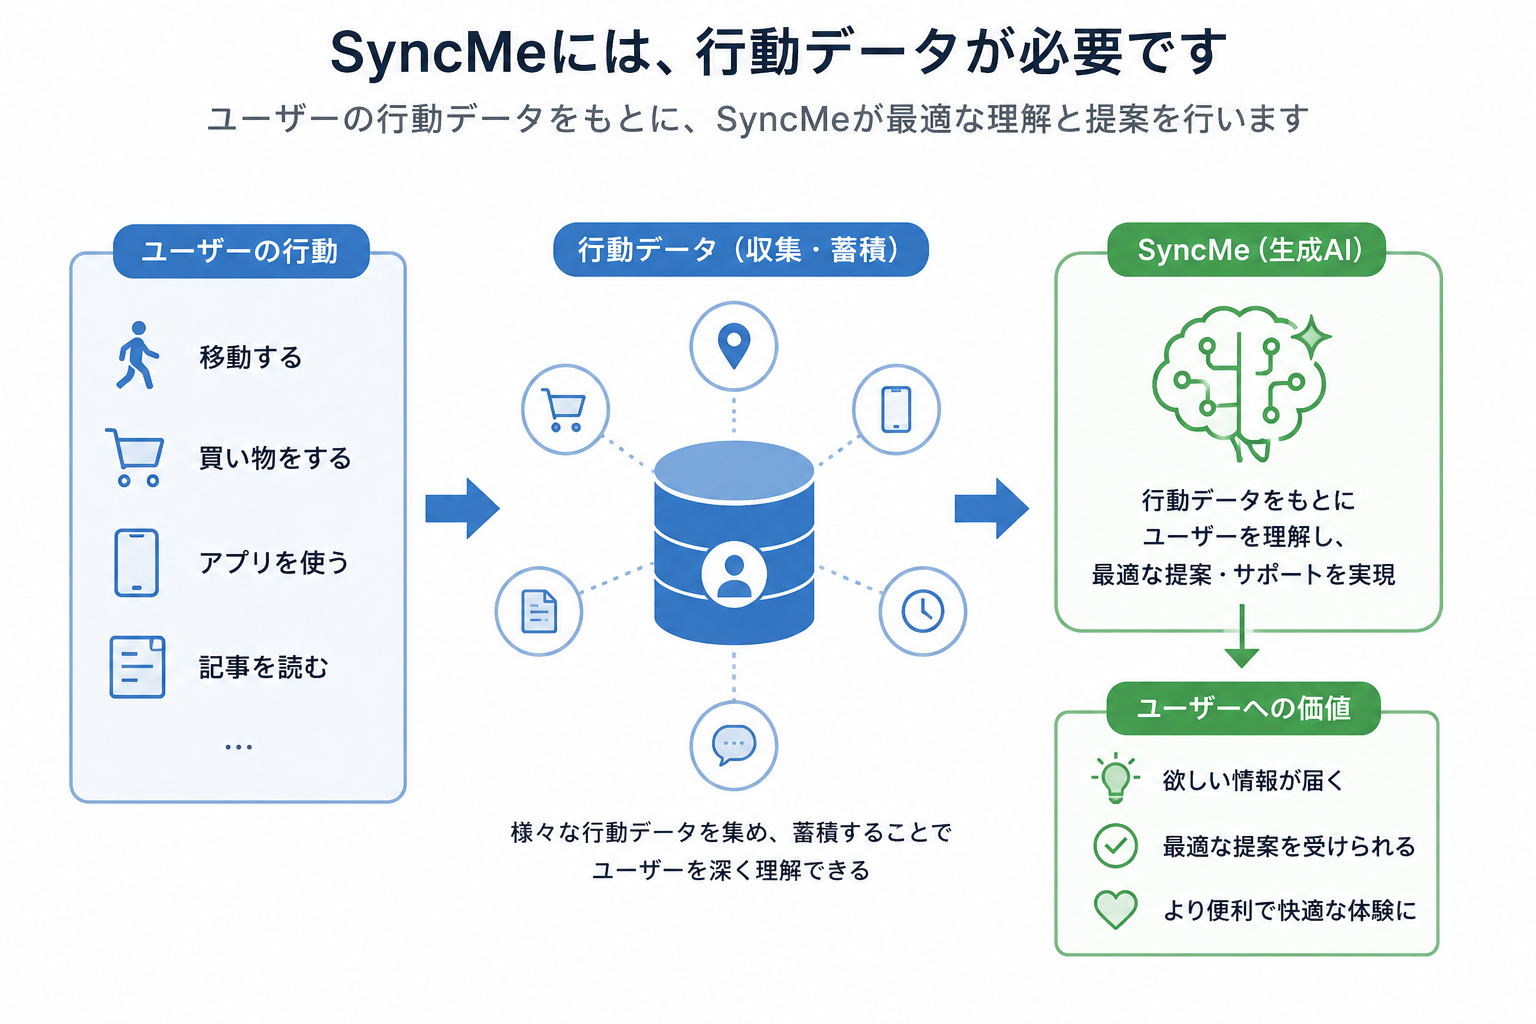 SyncMeには、行動データが必要です
ユーザーの行動データをもとに、SyncMeが最適な理解と提案を行います
ユーザーの行動
移動する
買い物をする
アプリを使う
記事を読む
…
行動データ（収集・蓄積）
様々な行動データを集め、蓄積することで
ユーザーを深く理解できる
SyncMe（生成AI）
行動データをもとに
ユーザーを理解し、
最適な提案・サポートを実現
ユーザーへの価値
欲しい情報が届く
最適な提案を受けられる
より便利で快適な体験に